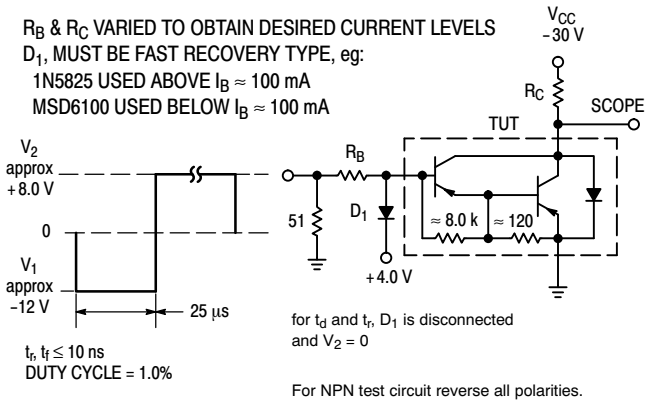 R_B & R_C VARIED TO OBTAIN DESIRED CURRENT LEVELS
D_1, MUST BE FAST RECOVERY TYPE, eg:
1N5825 USED ABOVE I_B ≈ 100 mA
MSD6100 USED BELOW I_B ≈ 100 mA
V_CC
-30 V
R_C
SCOPE
TUT
V_2
approx
+8.0 V
0
V_1
approx
-12 V
25 μs
t_r, t_f ≤ 10 ns
DUTY CYCLE = 1.0%
51
R_B
D_1
+4.0 V
≈ 8.0 k
≈ 120
for t_d and t_r, D_1 is disconnected
and V_2 = 0
For NPN test circuit reverse all polarities.